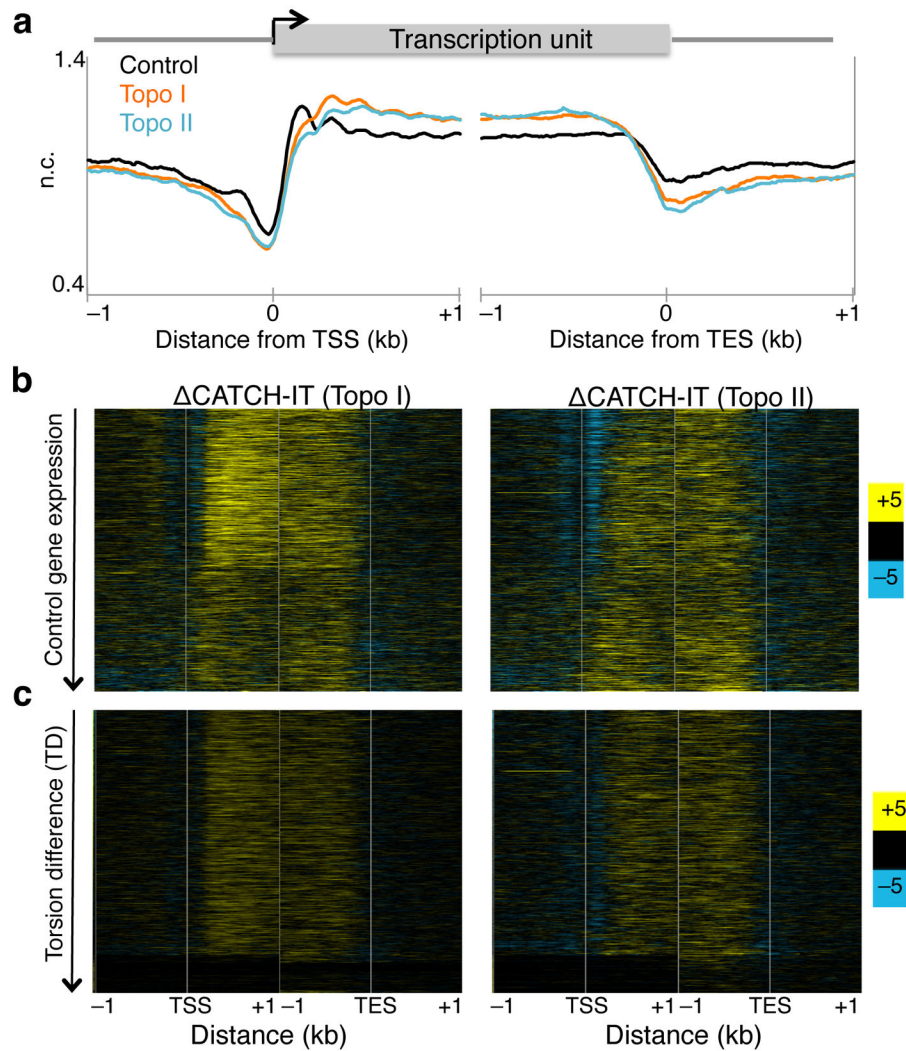 a
Transcription unit
1.4
Control
Topo I
Topo II
n.c.
0.4
−1 0 +1 −1 0 +1
Distance from TSS (kb) Distance from TES (kb)
b
ΔCATCH-IT (Topo I) ΔCATCH-IT (Topo II)
Control gene expression
+5
−5
c
Torsion difference (TD)
+5
−5
−1 TSS +1 −1 TES +1 −1 TSS +1 −1 TES +1
Distance (kb) Distance (kb)